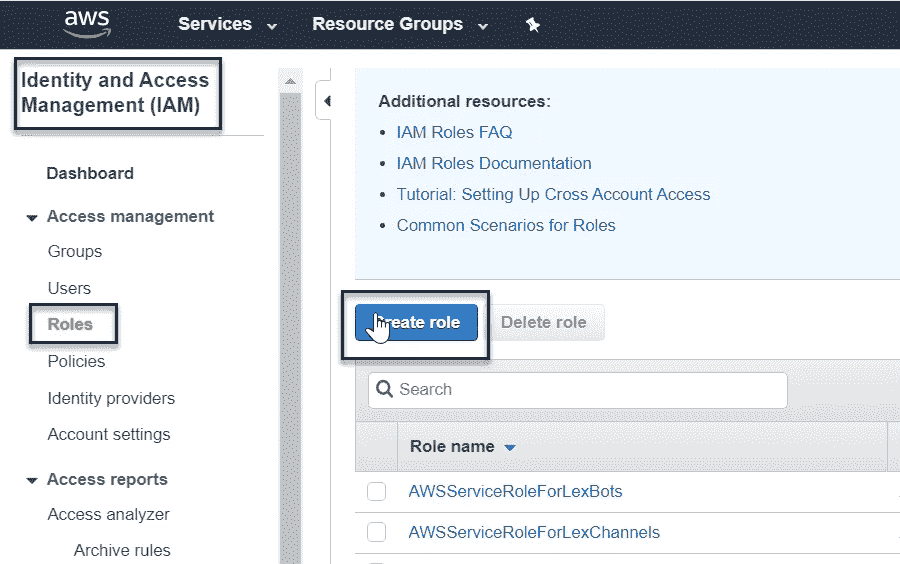 aws
Services
Resource Groups
Identity and Access
Management (IAM)
Dashboard
Access management
Groups
Users
Roles
Policies
Identity providers
Account settings
Access reports
Access analyzer
Archive rules
Additional resources:
• IAM Roles FAQ
• IAM Roles Documentation
• Tutorial: Setting Up Cross Account Access
• Common Scenarios for Roles
Create role
Delete role
Search
Role name
AWSServiceRoleForLexBots
AWSServiceRoleForLexChannels